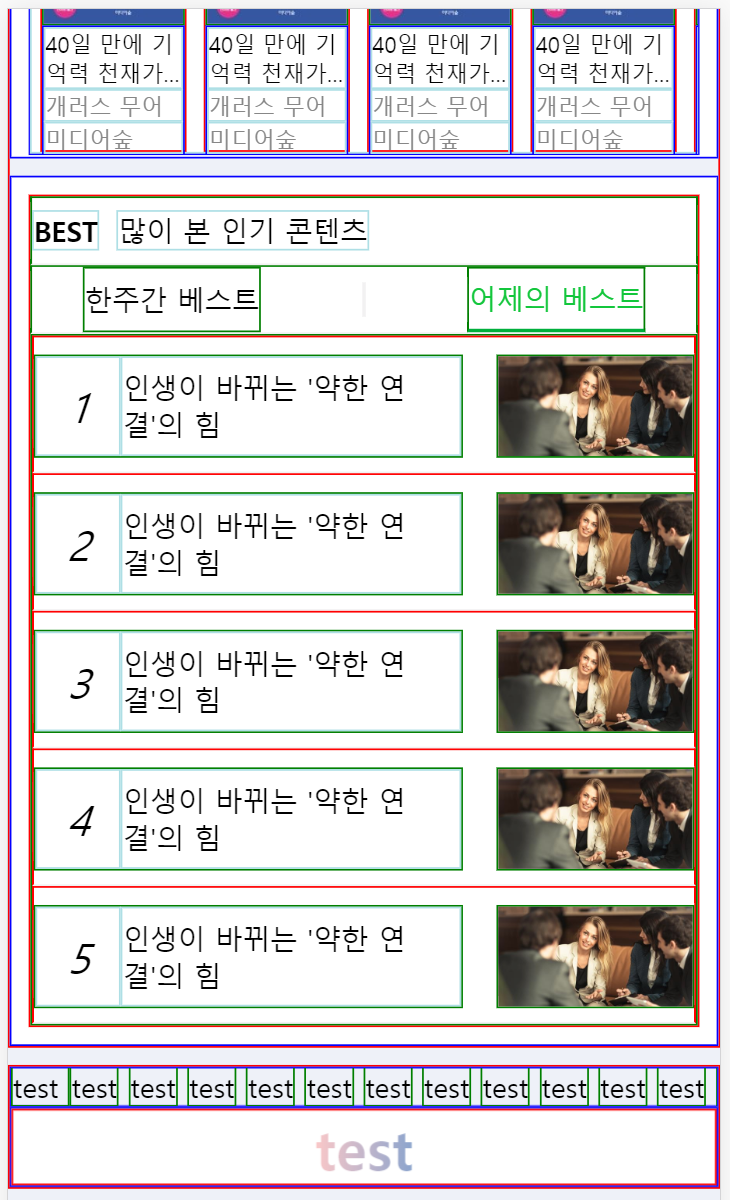 40일 만에 기 40일 만에 기 40일 만에 기 40일 만에 기
억력 천재가... 억력 천재가... 억력 천재가... 억력 천재가...
개러스 무어 개러스 무어 개러스 무어 개러스 무어
미디어숲 미디어숲 미디어숲 미디어숲
BEST 많이 본 인기 콘텐츠
한주간 베스트 | 어제의 베스트
1 인생이 바뀌는 '약한 연
결'의 힘
2 인생이 바뀌는 '약한 연
결'의 힘
3 인생이 바뀌는 '약한 연
결'의 힘
4 인생이 바뀌는 '약한 연
결'의 힘
5 인생이 바뀌는 '약한 연
결'의 힘
test test test test test test test test test test test test
test